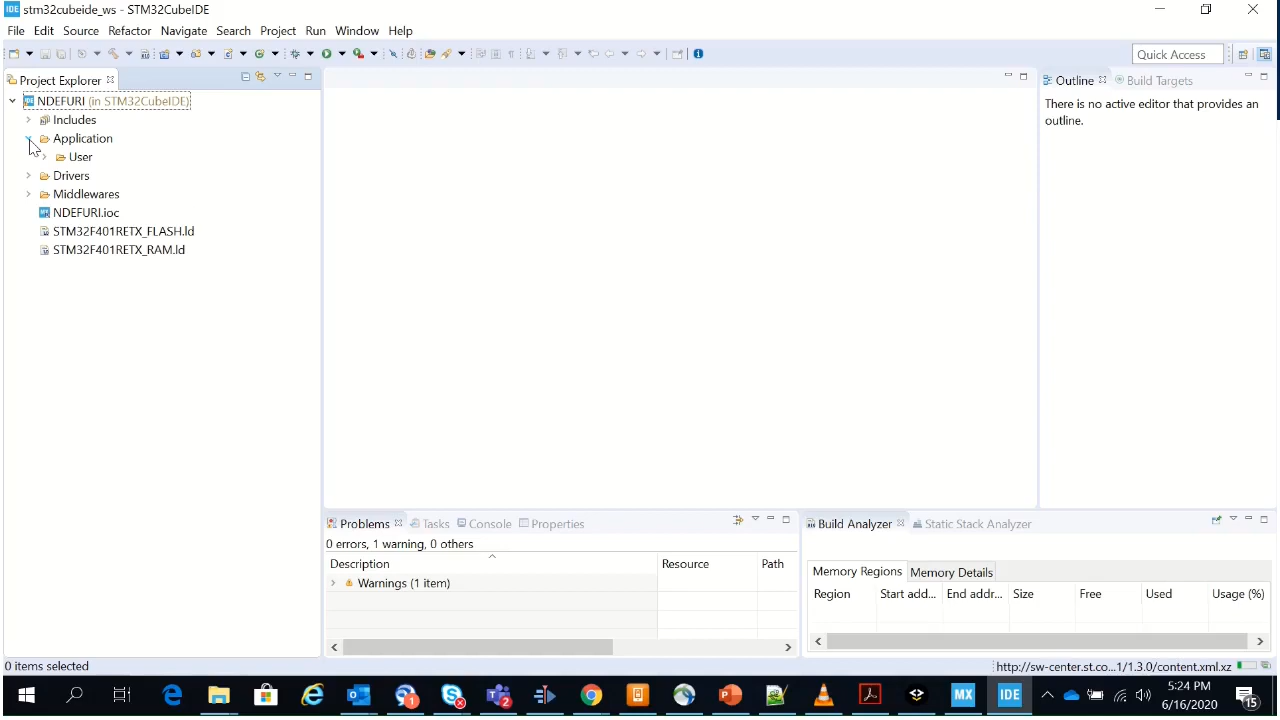 IDE stm32cubeide_ws - STM32CubeIDE
File Edit Source Refactor Navigate Search Project Run Window Help
Quick Access
Project Explorer
NDEFURI (in STM32CubeIDE)
Includes
Application
User
Drivers
Middlewares
NDEFURI.ioc
STM32F401RETX_FLASH.ld
STM32F401RETX_RAM.ld
Outline Build Targets
There is no active editor that provides an
outline.
Problems Tasks Console Properties
0 errors, 1 warning, 0 others
Description Resource Path
Warnings (1 item)
Build Analyzer Static Stack Analyzer
Memory Regions Memory Details
Region Start add... End addr... Size Free Used Usage (%)
0 items selected
http://sw-center.st.co...1/1.3.0/content.xml.xz
MX IDE
5:24 PM
6/16/2020
15
1
2